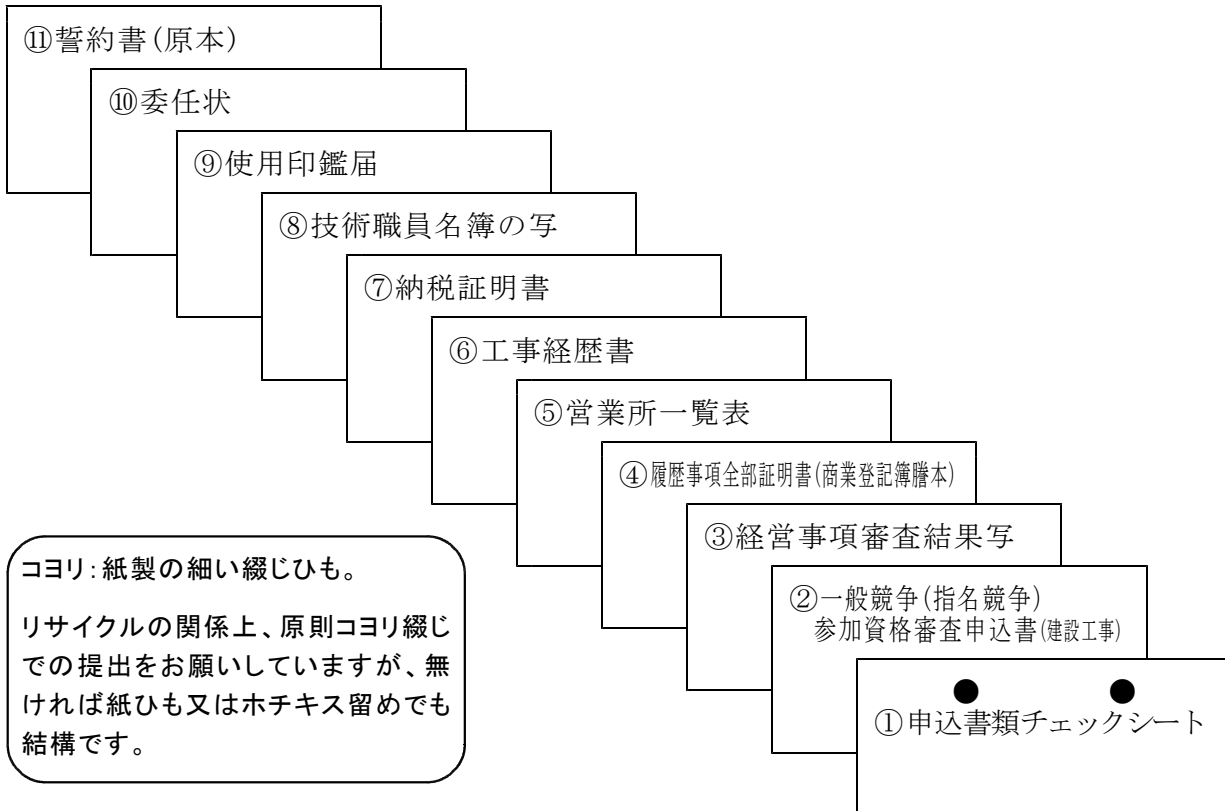 ⑪誓約書(原本)
⑩委任状
⑨使用印鑑届
⑧技術職員名簿の写
⑦納税証明書
⑥工事経歴書
⑤営業所一覧表
④履歴事項全部証明書(商業登記簿謄本)
③経営事項審査結果写
②一般競争(指名競争)
参加資格審査申込書(建設工事)
①申込書類チェックシート
コヨリ:紙製の細い綴じひも。
リサイクルの関係上、原則コヨリ綴じ
での提出をお願いしていますが、無
ければ紙ひも又はホチキス留めでも
結構です。